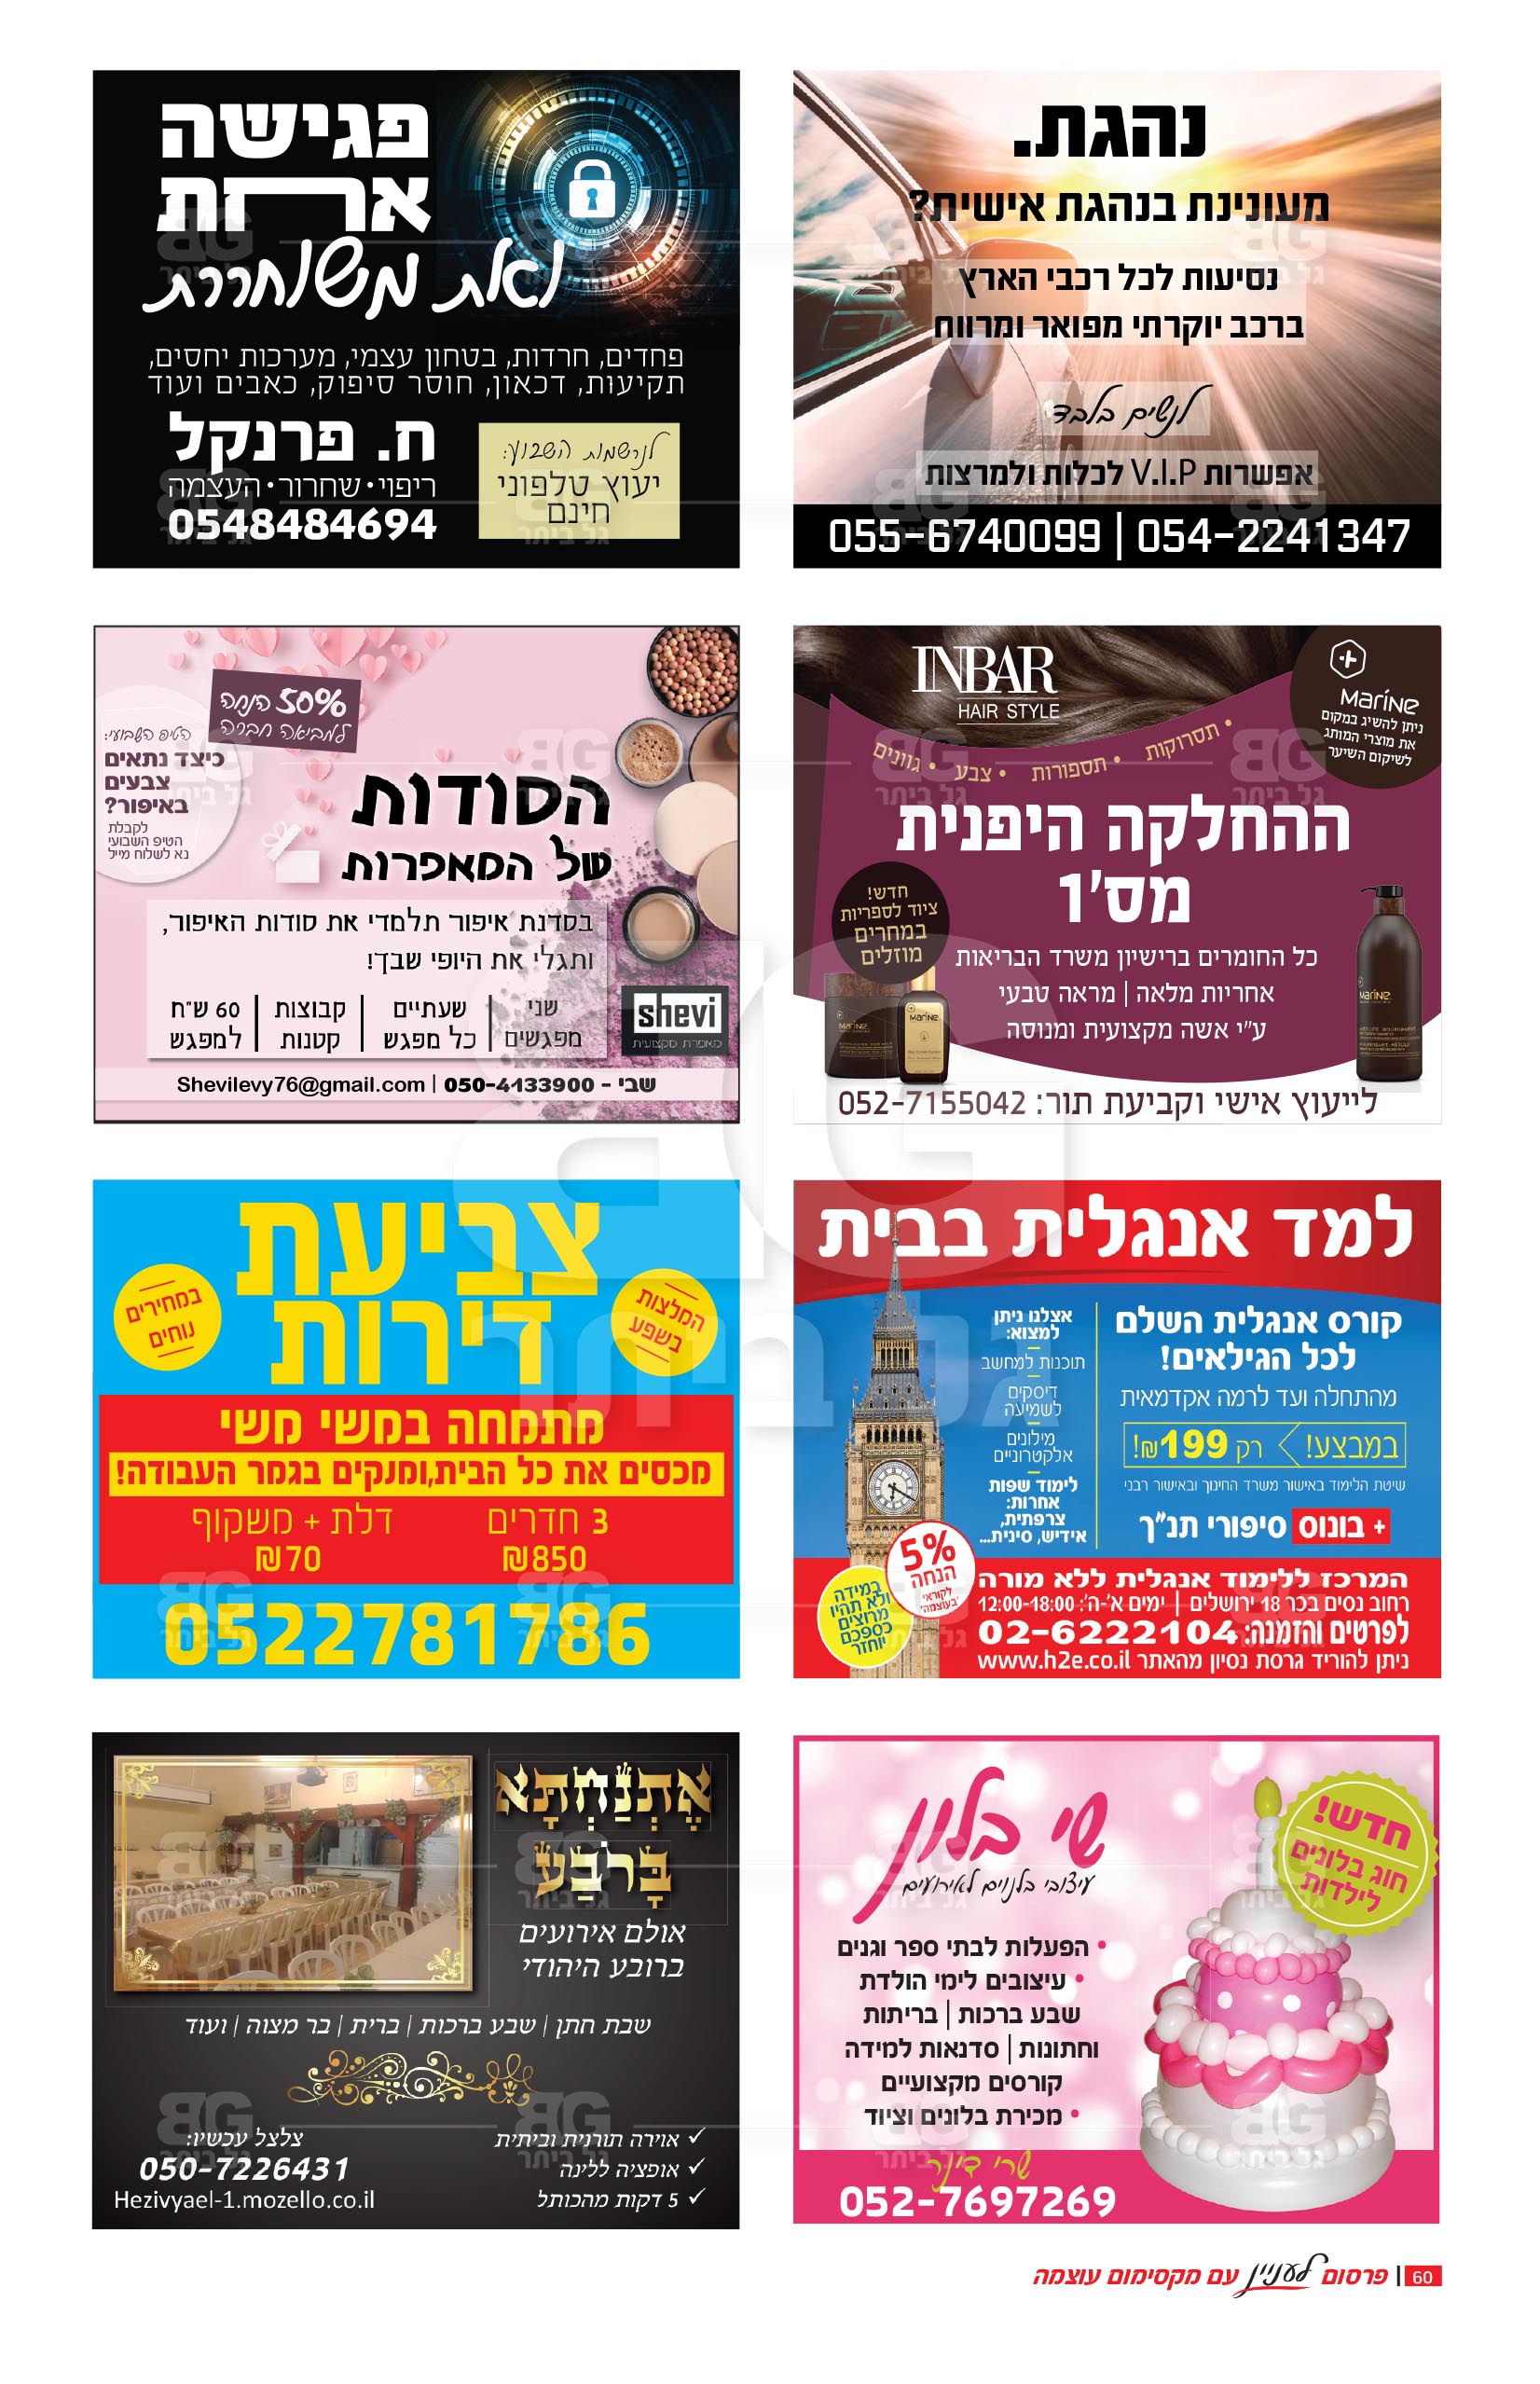 נהגת.
מעונינת בנהגת אישית?
נסיעות לכל רכבי הארץ
ברכב יוקרתי מפואר ומרווח
לנשים בלבד
אפשרות V.I.P לכלות ולמרצות
055-6740099 | 054-2241347
פגישה
אחת
ואת משוחררת
פחדים, חרדות, בטחון עצמי, מערכות יחסים,
תקיעות, דכאון, חוסר סיפוק, כאבים ועוד
ח. פרנקל
ריפוי • שחרור • העצמה
0548484694
לנרשמות השבוע:
יעוץ טלפוני
חינם
INBAR
HAIR STYLE
Marine
ניתן להשיג במקום
את מוצרי המותג
לשיקום השיער
• תסרוקות • תספורות • צבע • גוונים
ההחלקה היפנית
מס'1
חדש!
ציוד לספריות
במחרים
מוזלים
כל החומרים ברישיון משרד הבריאות
אחריות מלאה | מראה טבעי
ע"י אשה מקצועית ומנוסה
לייעוץ אישי וקביעת תור: 052-7155042
50% הנחה
למביאה חברה
הטיפ השבועי:
כיצד נתאים
צבעים
באיפור?
לקבלת
הטיפ השבועי
נא לשלוח מייל
הסודות
של המאפרות
בסדנת איפור תלמדי את סודות האיפור,
ותגלי את היופי שבך!
שני
מפגשים
שעתיים
כל מפגש
קבוצות
קטנות
60 ש"ח
למפגש
shevi
מאפרת מקצועית
שבי - 050-4133900 | Shevilevy76@gmail.com
למד אנגלית בבית
קורס אנגלית השלם
לכל הגילאים!
מהתחלה ועד לרמה אקדמאית
במבצע! רק 199₪!
שיטת הלימוד באישור משרד החינוך ובאישור רבני
+ בונוס סיפורי תנ"ך
אצלנו ניתן
למצוא:
תוכנות למחשב
דיסקים
לשמיעה
מילונים
אלקטרוניים
לימוד שפות
אחרות:
צרפתית,
אידיש, סינית...
5%
הנחה
לקוראי
'בעוצמה'
במידה
ולא תהיו
מרוצים
כספכם
יוחזר
המרכז ללימוד אנגלית ללא מורה
רחוב נסים בכר 18 ירושלים | ימים א'-ה': 12:00-18:00
לפרטים והזמנה: 02-6222104
ניתן להוריד גרסת נסיון מהאתר www.h2e.co.il
צביעת
דירות
המלצות
בשפע
במחירים
נוחים
מתמחה במשי משי
מכסים את כל הבית,ומנקים בגמר העבודה!
3 חדרים
850₪
דלת + משקוף
70₪
0522781786
שי בלון
עיצובי בלונים לאירועים
חדש!
חוג בלונים
לילדות
• הפעלות לבתי ספר וגנים
• עיצובים לימי הולדת
שבע ברכות | בריתות
וחתונות | סדנאות למידה
קורסים מקצועיים
• מכירת בלונים וציוד
שרי דינר
052-7697269
אֶתְנַחְתָּא
בָּרֹבַע
אולם אירועים
ברובע היהודי
שבת חתן | שבע ברכות | ברית | בר מצוה | ועוד
✓ אוירה תורנית וביתית
✓ אופציה ללינה
✓ 5 דקות מהכותל
צלצל עכשיו:
050-7226431
Hezivyael-1.mozello.co.il
60 | פרסום לעניין עם מקסימום עוצמה
BG
גל ביתר